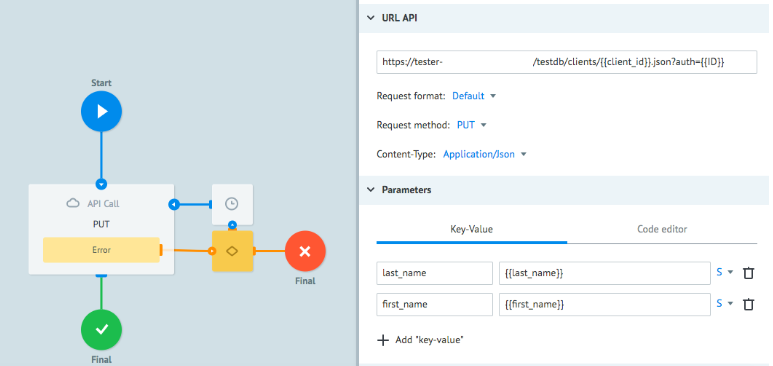 Start
API Call
PUT
Error
Final
Final
URL API
https://tester- /testdb/clients/{{client_id}}.json?auth={{ID}}
Request format: Default
Request method: PUT
Content-Type: Application/Json
Parameters
Key-Value Code editor
last_name {{last_name}} S
first_name {{first_name}} S
Add "key-value"